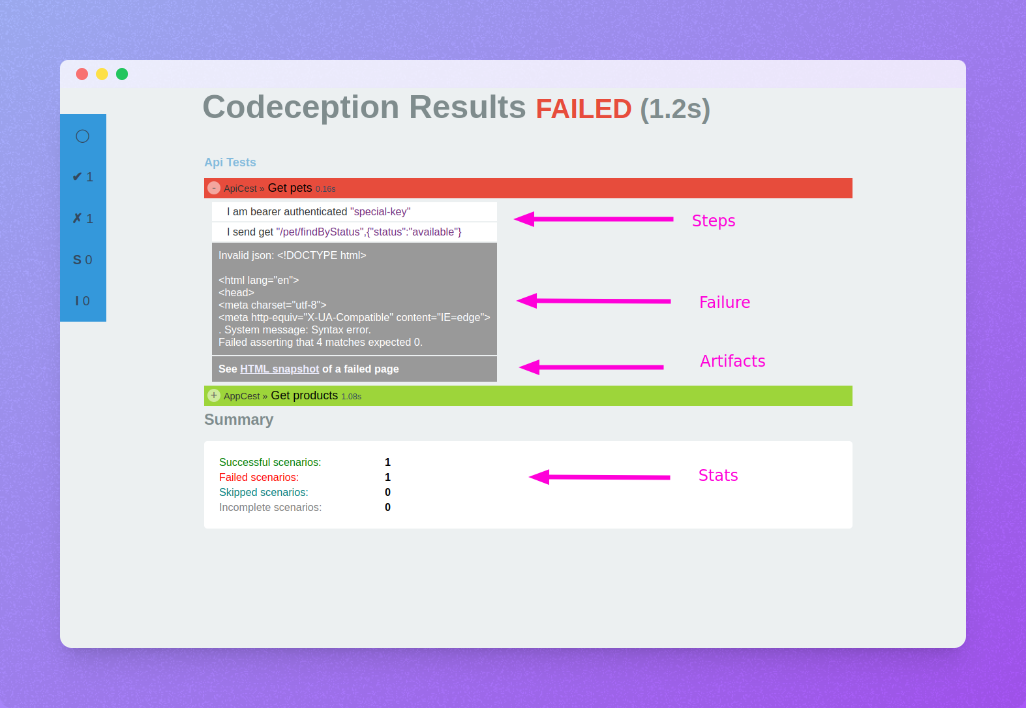 Codeception Results FAILED (1.2s)
✔ 1
✗ 1
S 0
I 0
Api Tests
- ApiCest » Get pets 0.16s
I am bearer authenticated "special-key"
I send get "/pet/findByStatus",{"status":"available"}
Steps
Invalid json: <!DOCTYPE html>
<html lang="en">
<head>
<meta charset="utf-8">
<meta http-equiv="X-UA-Compatible" content="IE=edge">
. System message: Syntax error.
Failed asserting that 4 matches expected 0.
Failure
See HTML snapshot of a failed page
Artifacts
+ AppCest » Get products 1.08s
Summary
Successful scenarios: 1
Failed scenarios: 1
Skipped scenarios: 0
Incomplete scenarios: 0
Stats